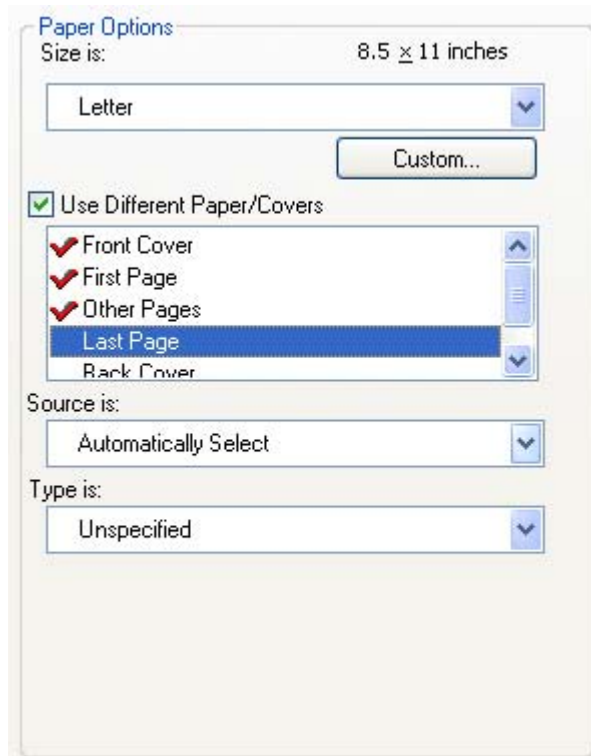 Paper Options
Size is: 8.5 x 11 inches
Letter
Custom...
Use Different Paper/Covers
Front Cover
First Page
Other Pages
Last Page
Back Cover
Source is:
Automatically Select
Type is:
Unspecified